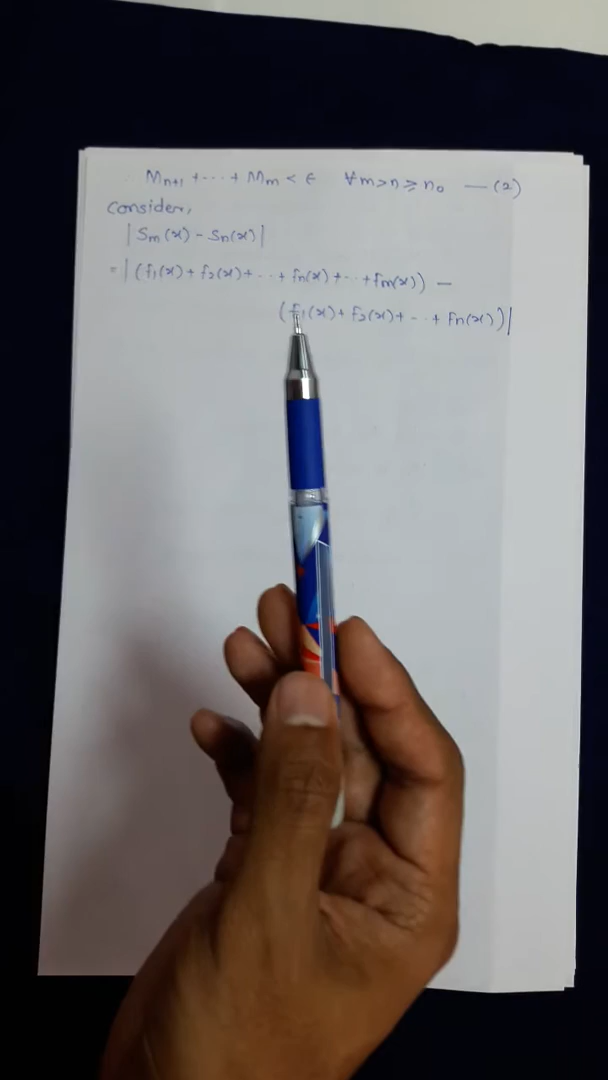 ∴ Mn+1 + ··· + Mm < ϵ ∀ m > n ≥ n₀ — (2)
Consider,
| Sm(x) - Sn(x) |
= | (f₁(x) + f₂(x) + ··· + fn(x) + ··· + fm(x)) -
(f₁(x) + f₂(x) + ··· + fn(x)) |